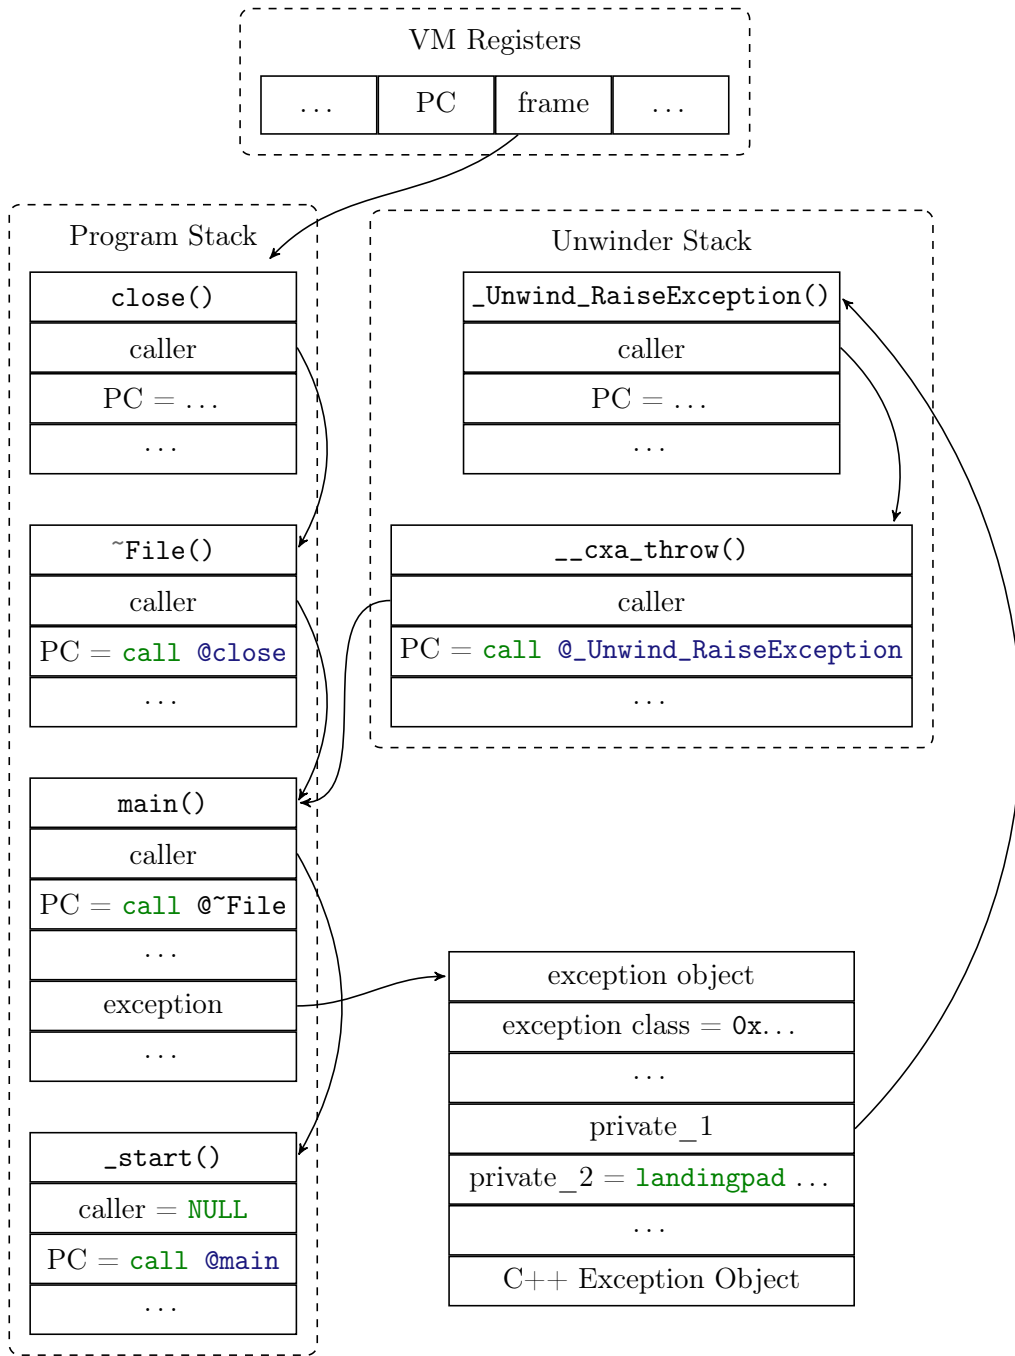 VM Registers
... PC frame ...
Program Stack
close()
caller
PC = ...
...
~File()
caller
PC = call @close
...
main()
caller
PC = call @~File
...
exception
...
_start()
caller = NULL
PC = call @main
...
Unwinder Stack
_Unwind_RaiseException()
caller
PC = ...
...
__cxa_throw()
caller
PC = call @_Unwind_RaiseException
...
exception object
exception class = 0x...
...
private_1
private_2 = landingpad ...
...
C++ Exception Object